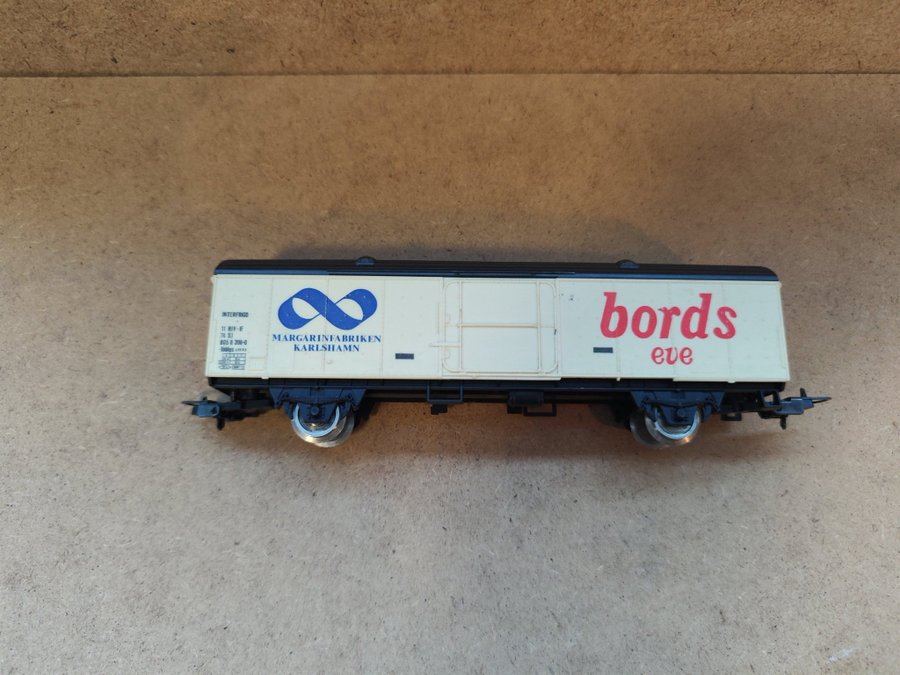 INTERFRIGO
MARGARINFABRIKEN
KARLSHAMN
bords
eve